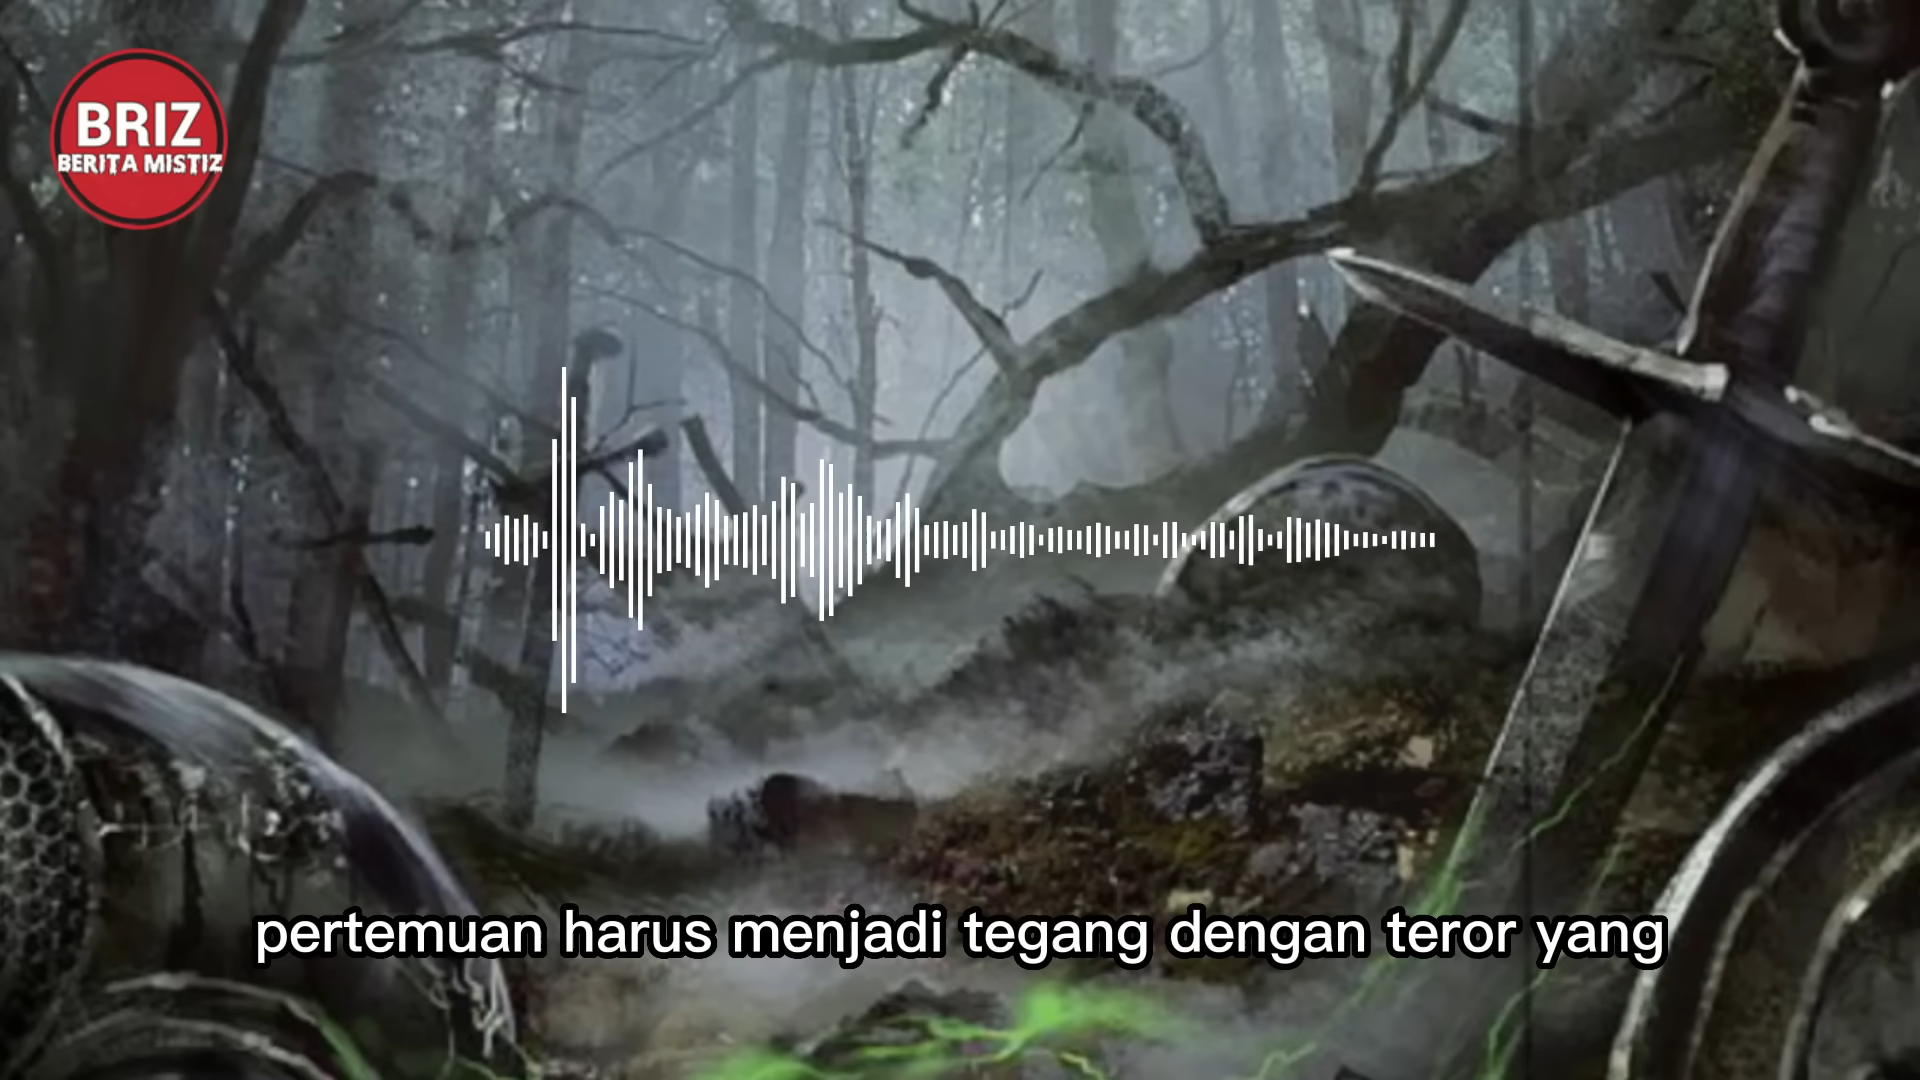 BRIZ
BERITA MISTIZ
pertemuan harus menjadi tegang dengan teror yang